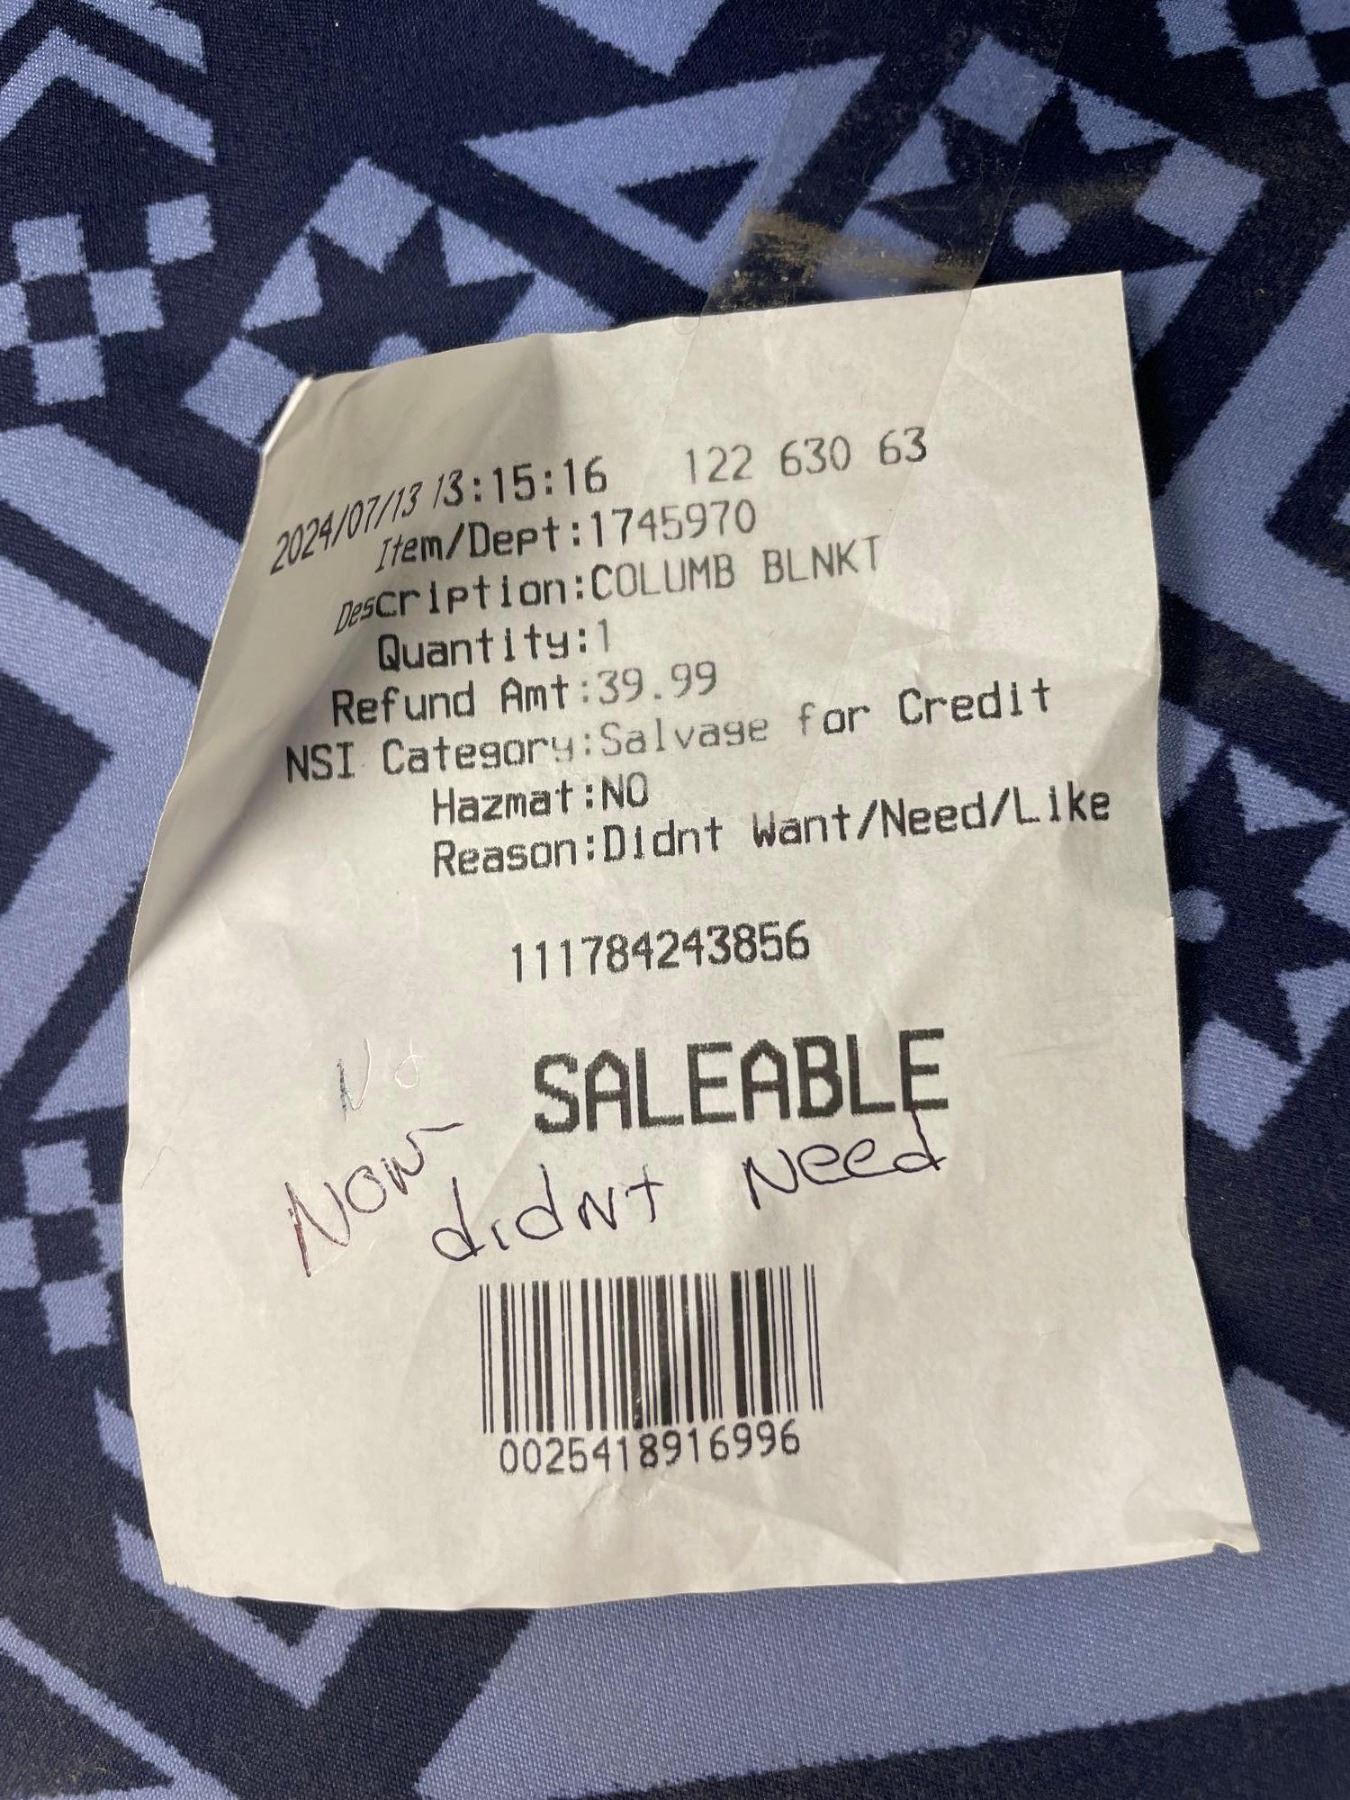 2024/07/13 13:15:16 122 630 63
Item/Dept:1745970
Description:COLUMB BLNKT
Quantity:1
Refund Amt:39.99
NSI Category:Salvage for Credit
Hazmat:NO
Reason:Didnt Want/Need/Like
111784243856
SALEABLE
No
Now
didnt Need
0025418916996